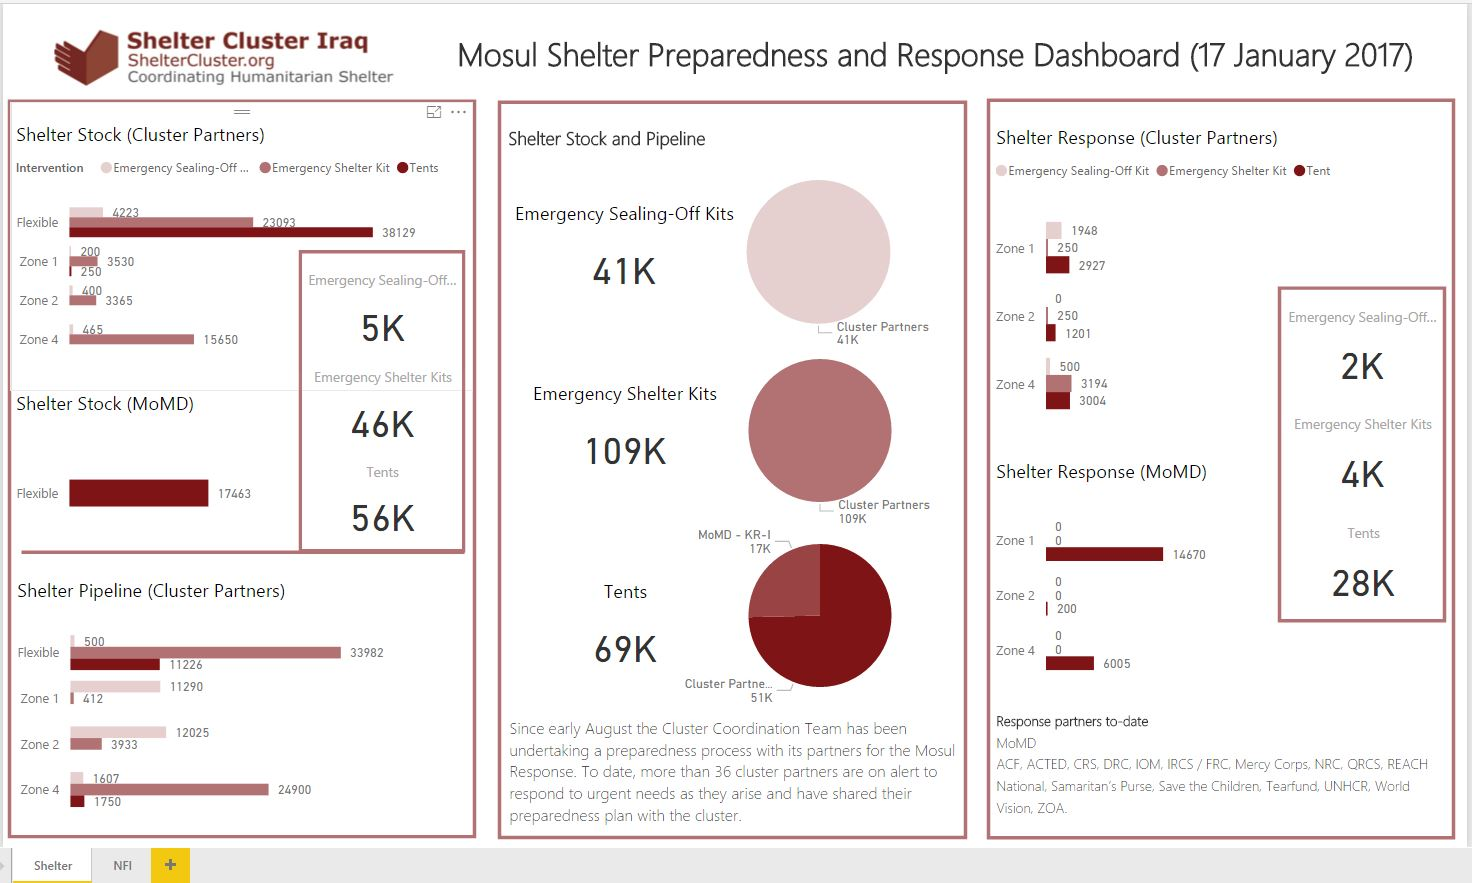 Shelter Cluster Iraq
ShelterCluster.org
Coordinating Humanitarian Shelter
Mosul Shelter Preparedness and Response Dashboard (17 January 2017)
Shelter Stock (Cluster Partners)
Intervention Emergency Sealing-Off ... Emergency Shelter Kit Tents
Flexible
4223
23093
38129
Zone 1
200
3530
250
Zone 2
400
3365
Zone 4
465
15650
Emergency Sealing-Off...
5K
Emergency Shelter Kits
46K
Tents
56K
Shelter Stock (MoMD)
Flexible
17463
Shelter Pipeline (Cluster Partners)
Flexible
500
33982
11226
Zone 1
11290
412
Zone 2
12025
3933
Zone 4
1607
24900
1750
Shelter Stock and Pipeline
Emergency Sealing-Off Kits
41K
Cluster Partners
41K
Emergency Shelter Kits
109K
Cluster Partners
109K
MoMD - KR-I
17K
Tents
69K
Cluster Partne...
51K
Since early August the Cluster Coordination Team has been
undertaking a preparedness process with its partners for the Mosul
Response. To date, more than 36 cluster partners are on alert to
respond to urgent needs as they arise and have shared their
preparedness plan with the cluster.
Shelter Response (Cluster Partners)
Emergency Sealing-Off Kit Emergency Shelter Kit Tent
Zone 1
1948
250
2927
Zone 2
0
250
1201
Zone 4
500
3194
3004
Emergency Sealing-Off...
2K
Emergency Shelter Kits
4K
Tents
28K
Shelter Response (MoMD)
Zone 1
0
0
14670
Zone 2
0
0
200
Zone 4
0
0
6005
Response partners to-date
MoMD
ACF, ACTED, CRS, DRC, IOM, IRCS / FRC, Mercy Corps, NRC, QRCS, REACH
National, Samaritan's Purse, Save the Children, Tearfund, UNHCR, World
Vision, ZOA.
Shelter NFI +